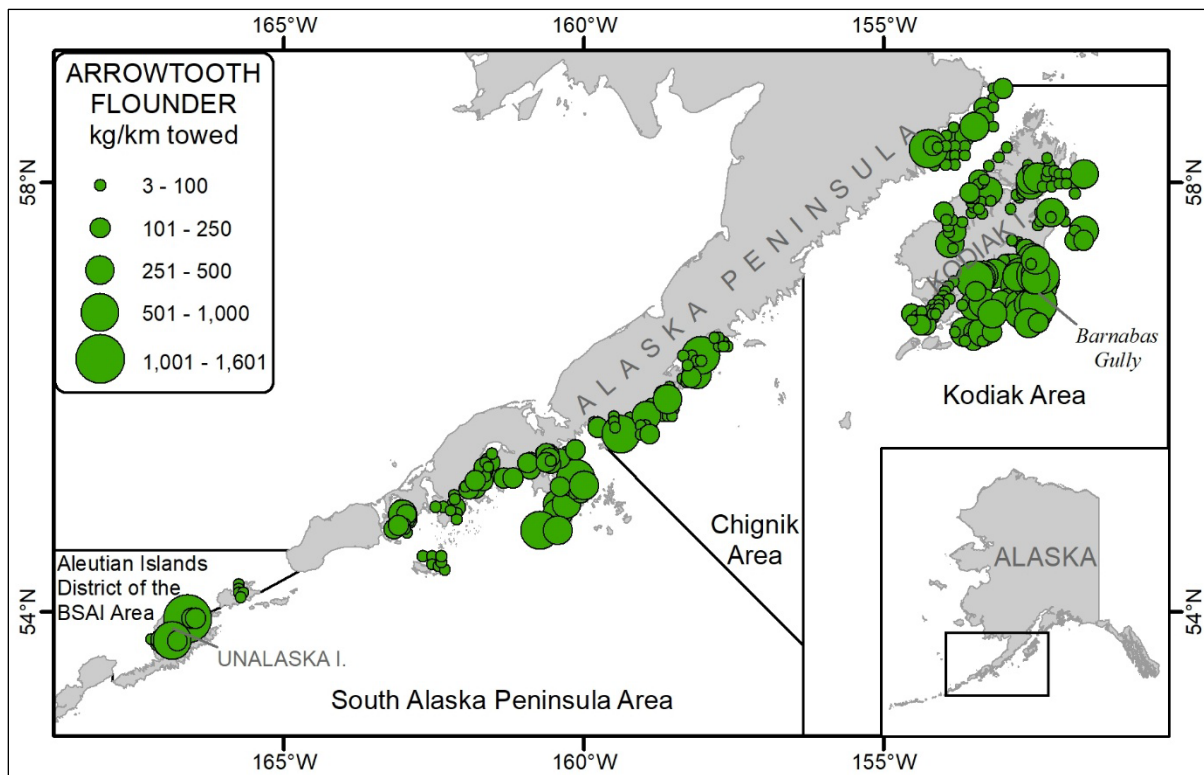 165°W 160°W 155°W
ARROWTOOTH
FLOUNDER
kg/km towed
3 - 100
101 - 250
251 - 500
501 - 1,000
1,001 - 1,601
58°N
58°N
ALASKA PENINSULA
KODIAK I.
Barnabas
Gully
Kodiak Area
Chignik
Area
ALASKA
Aleutian Islands
District of the
BSAI Area
54°N
54°N
UNALASKA I.
South Alaska Peninsula Area
165°W 160°W 155°W